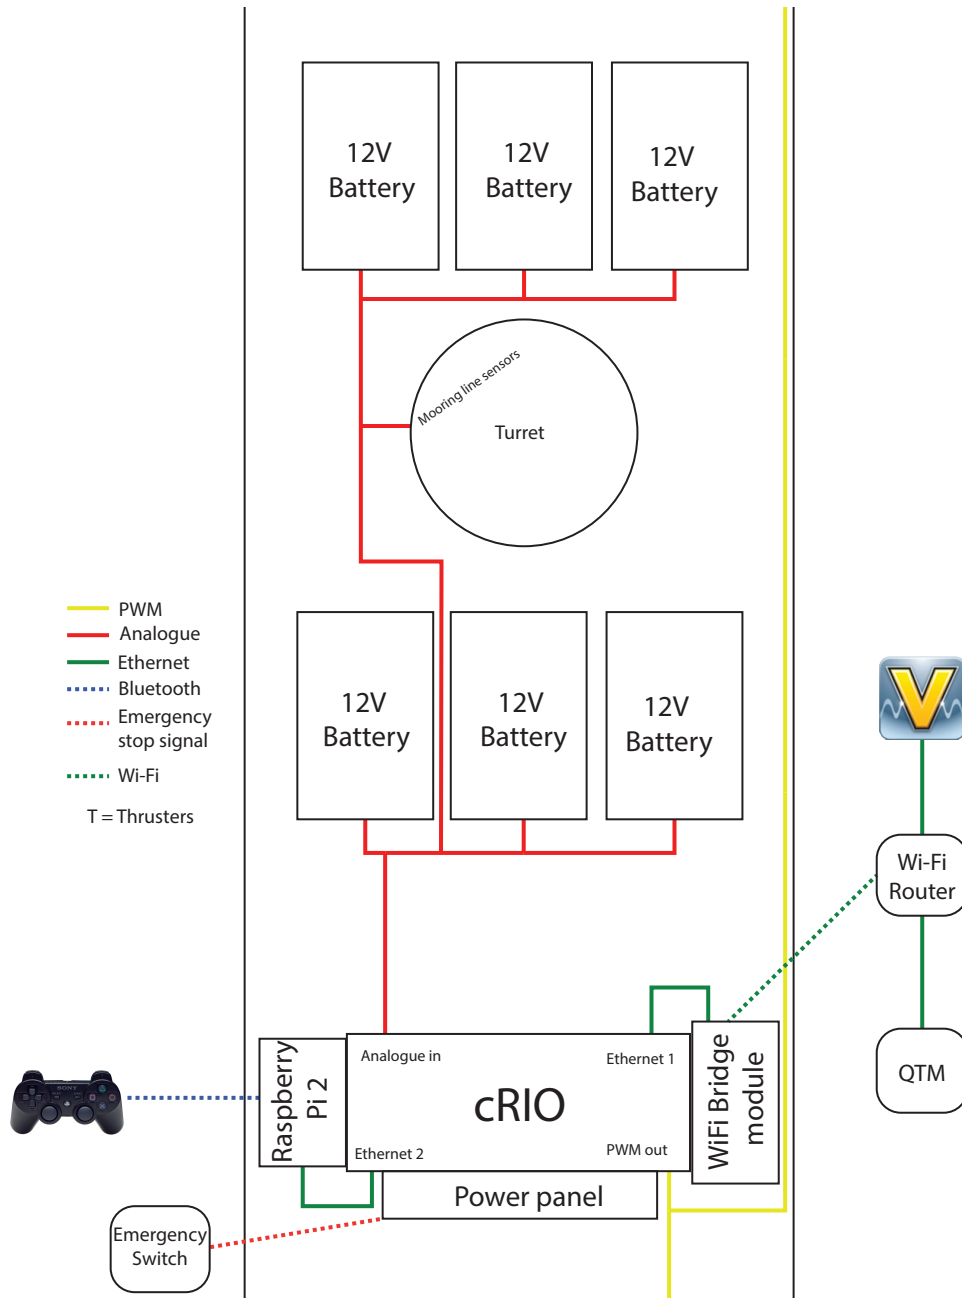 12V
Battery
12V
Battery
12V
Battery
Mooring line sensors
Turret
PWM
Analogue
Ethernet
Bluetooth
Emergency
stop signal
Wi-Fi
T = Thrusters
12V
Battery
12V
Battery
12V
Battery
V
Wi-Fi
Router
QTM
Analogue in
Ethernet 1
cRIO
Ethernet 2
PWM out
Raspberry
Pi 2
WiFi Bridge
module
SONY
Power panel
Emergency
Switch